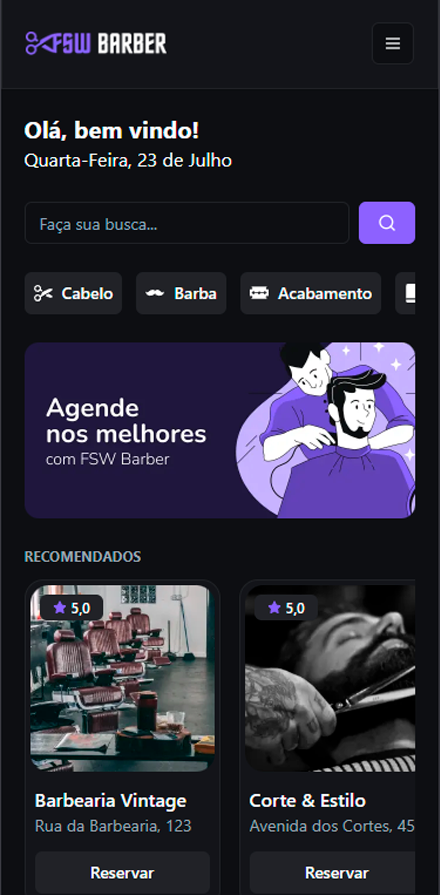 FSW BARBER
Olá, bem vindo!
Quarta-Feira, 23 de Julho
Faça sua busca...
Cabelo
Barba
Acabamento
Agende
nos melhores
com FSW Barber
RECOMENDADOS
5,0
5,0
Barbearia Vintage
Corte & Estilo
Rua da Barbearia, 123
Avenida dos Cortes, 45
Reservar
Reservar